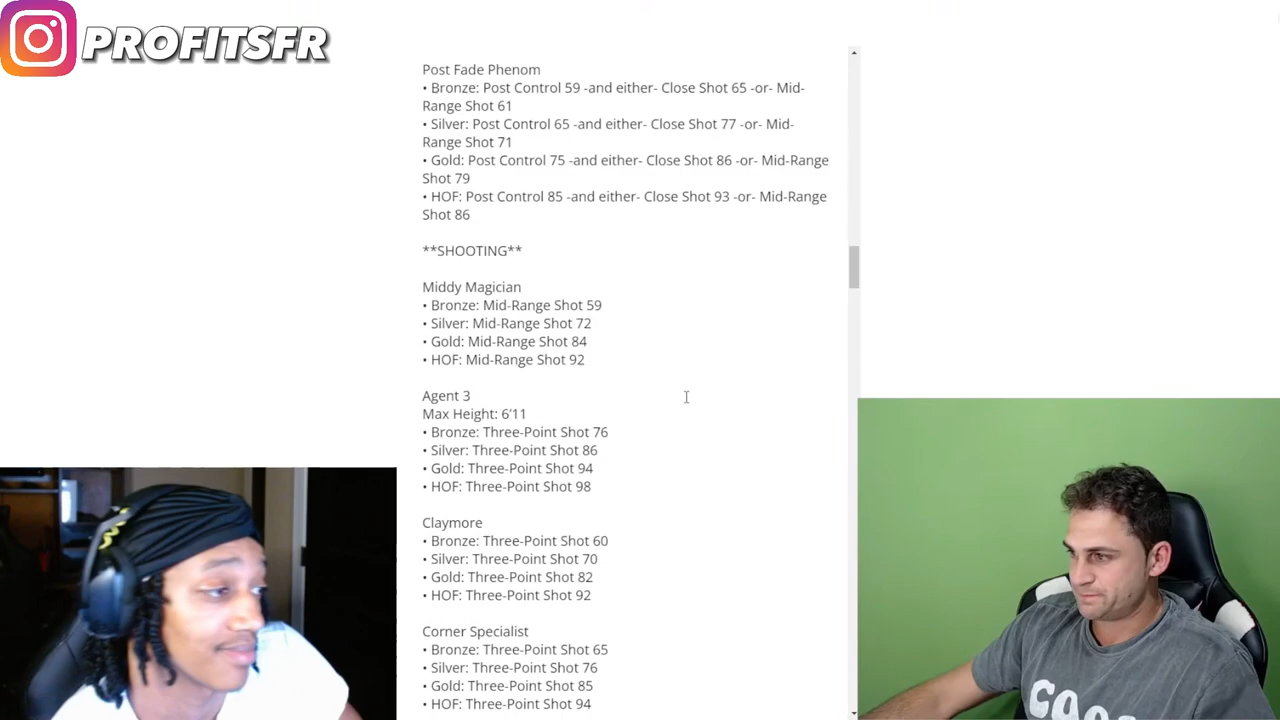 PROFITSFR
Post Fade Phenom
• Bronze: Post Control 59 -and either- Close Shot 65 -or- Mid-
Range Shot 61
• Silver: Post Control 65 -and either- Close Shot 77 -or- Mid-
Range Shot 71
• Gold: Post Control 75 -and either- Close Shot 86 -or- Mid-Range
Shot 79
• HOF: Post Control 85 -and either- Close Shot 93 -or- Mid-Range
Shot 86
**SHOOTING**
Middy Magician
• Bronze: Mid-Range Shot 59
• Silver: Mid-Range Shot 72
• Gold: Mid-Range Shot 84
• HOF: Mid-Range Shot 92
Agent 3
Max Height: 6’11
• Bronze: Three-Point Shot 76
• Silver: Three-Point Shot 86
• Gold: Three-Point Shot 94
• HOF: Three-Point Shot 98
Claymore
• Bronze: Three-Point Shot 60
• Silver: Three-Point Shot 70
• Gold: Three-Point Shot 82
• HOF: Three-Point Shot 92
Corner Specialist
• Bronze: Three-Point Shot 65
• Silver: Three-Point Shot 76
• Gold: Three-Point Shot 85
• HOF: Three-Point Shot 94